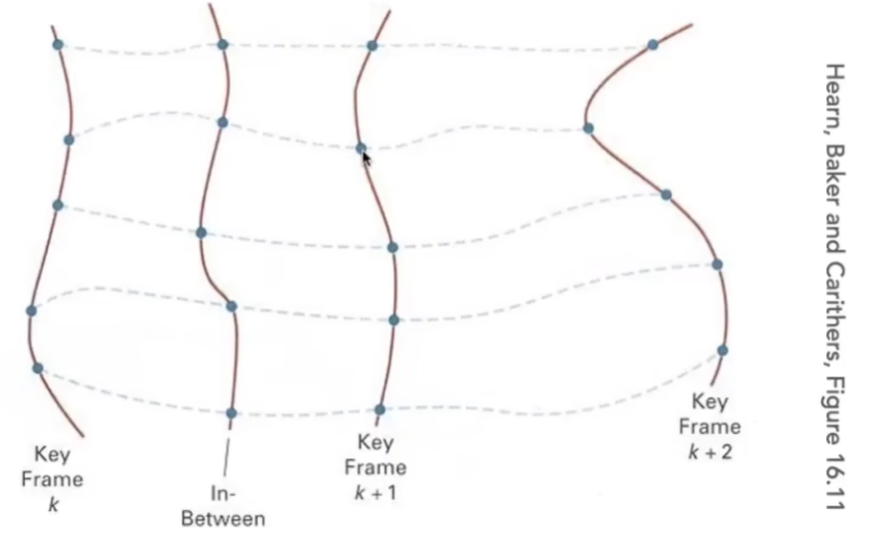 Key
Frame
k
In-
Between
Key
Frame
k + 1
Key
Frame
k + 2
Hearn, Baker and Carithers, Figure 16.11